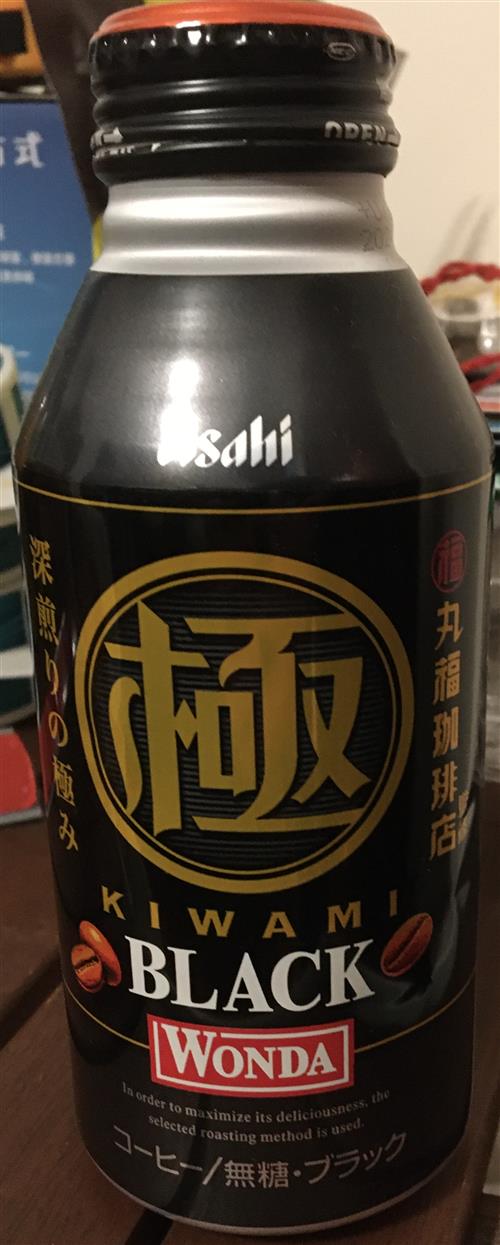 OPEN
Asahi
深煎りの極み
極
福
丸福珈琲店
KIWAMI
BLACK
WONDA
In order to maximize its deliciousness, the
selected roasting method is used.
コーヒー/無糖・ブラック